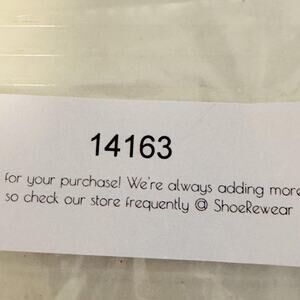 14163
for your purchase! We're always adding more
so check our store frequently @ ShoeRewear